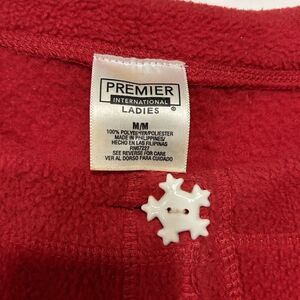 PREMIER
INTERNATIONAL
LADIES
M/M
100% POLYESTER/POLIESTER
MADE IN PHILIPPINES/
HECHO EN LAS FILIPINAS
RN67227
SEE REVERSE FOR CARE
VER AL DORSO PARA CUIDADO